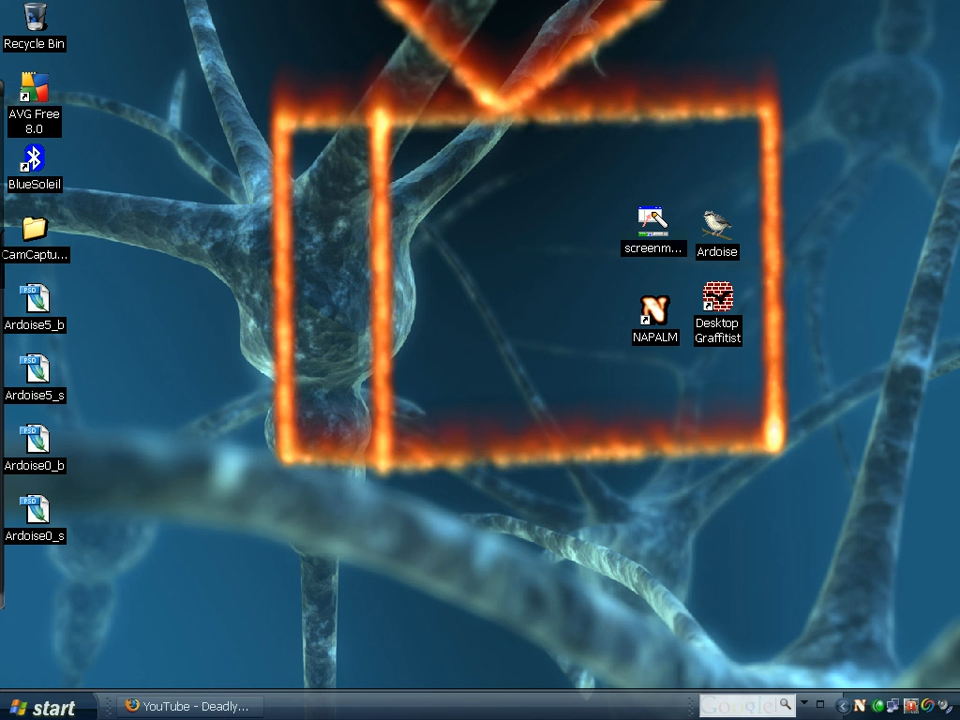 Recycle Bin
AVG Free
8.0
BlueSoleil
CamCaptu...
Ardoise5_b
Ardoise5_s
Ardoise0_b
Ardoise0_s
screenm...
Ardoise
NAPALM
Desktop
Graffitist
start
YouTube - Deadly...
Google